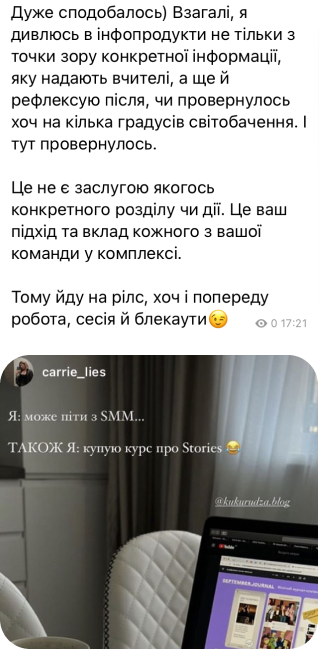 Дуже сподобалось) Взагалі, я
дивлюсь в інфопродукти не тільки з
точки зору конкретної інформації,
яку надають вчителі, а ще й
рефлексую після, чи провернулось
хоч на кілька градусів світобачення. І
тут провернулось.
Це не є заслугою якогось
конкретного розділу чи дії. Це ваш
підхід та вклад кожного з вашої
команди у комплексі.
Тому йду на рілс, хоч і попереду
робота, сесія й блекаути😉
0 17:21
carrie_lies
Я: може піти з SMM...
ТАКОЖ Я: купую курс про Stories 😂
@kukurudza.blog
YouTube
SEPTEMBER.JOURNAL